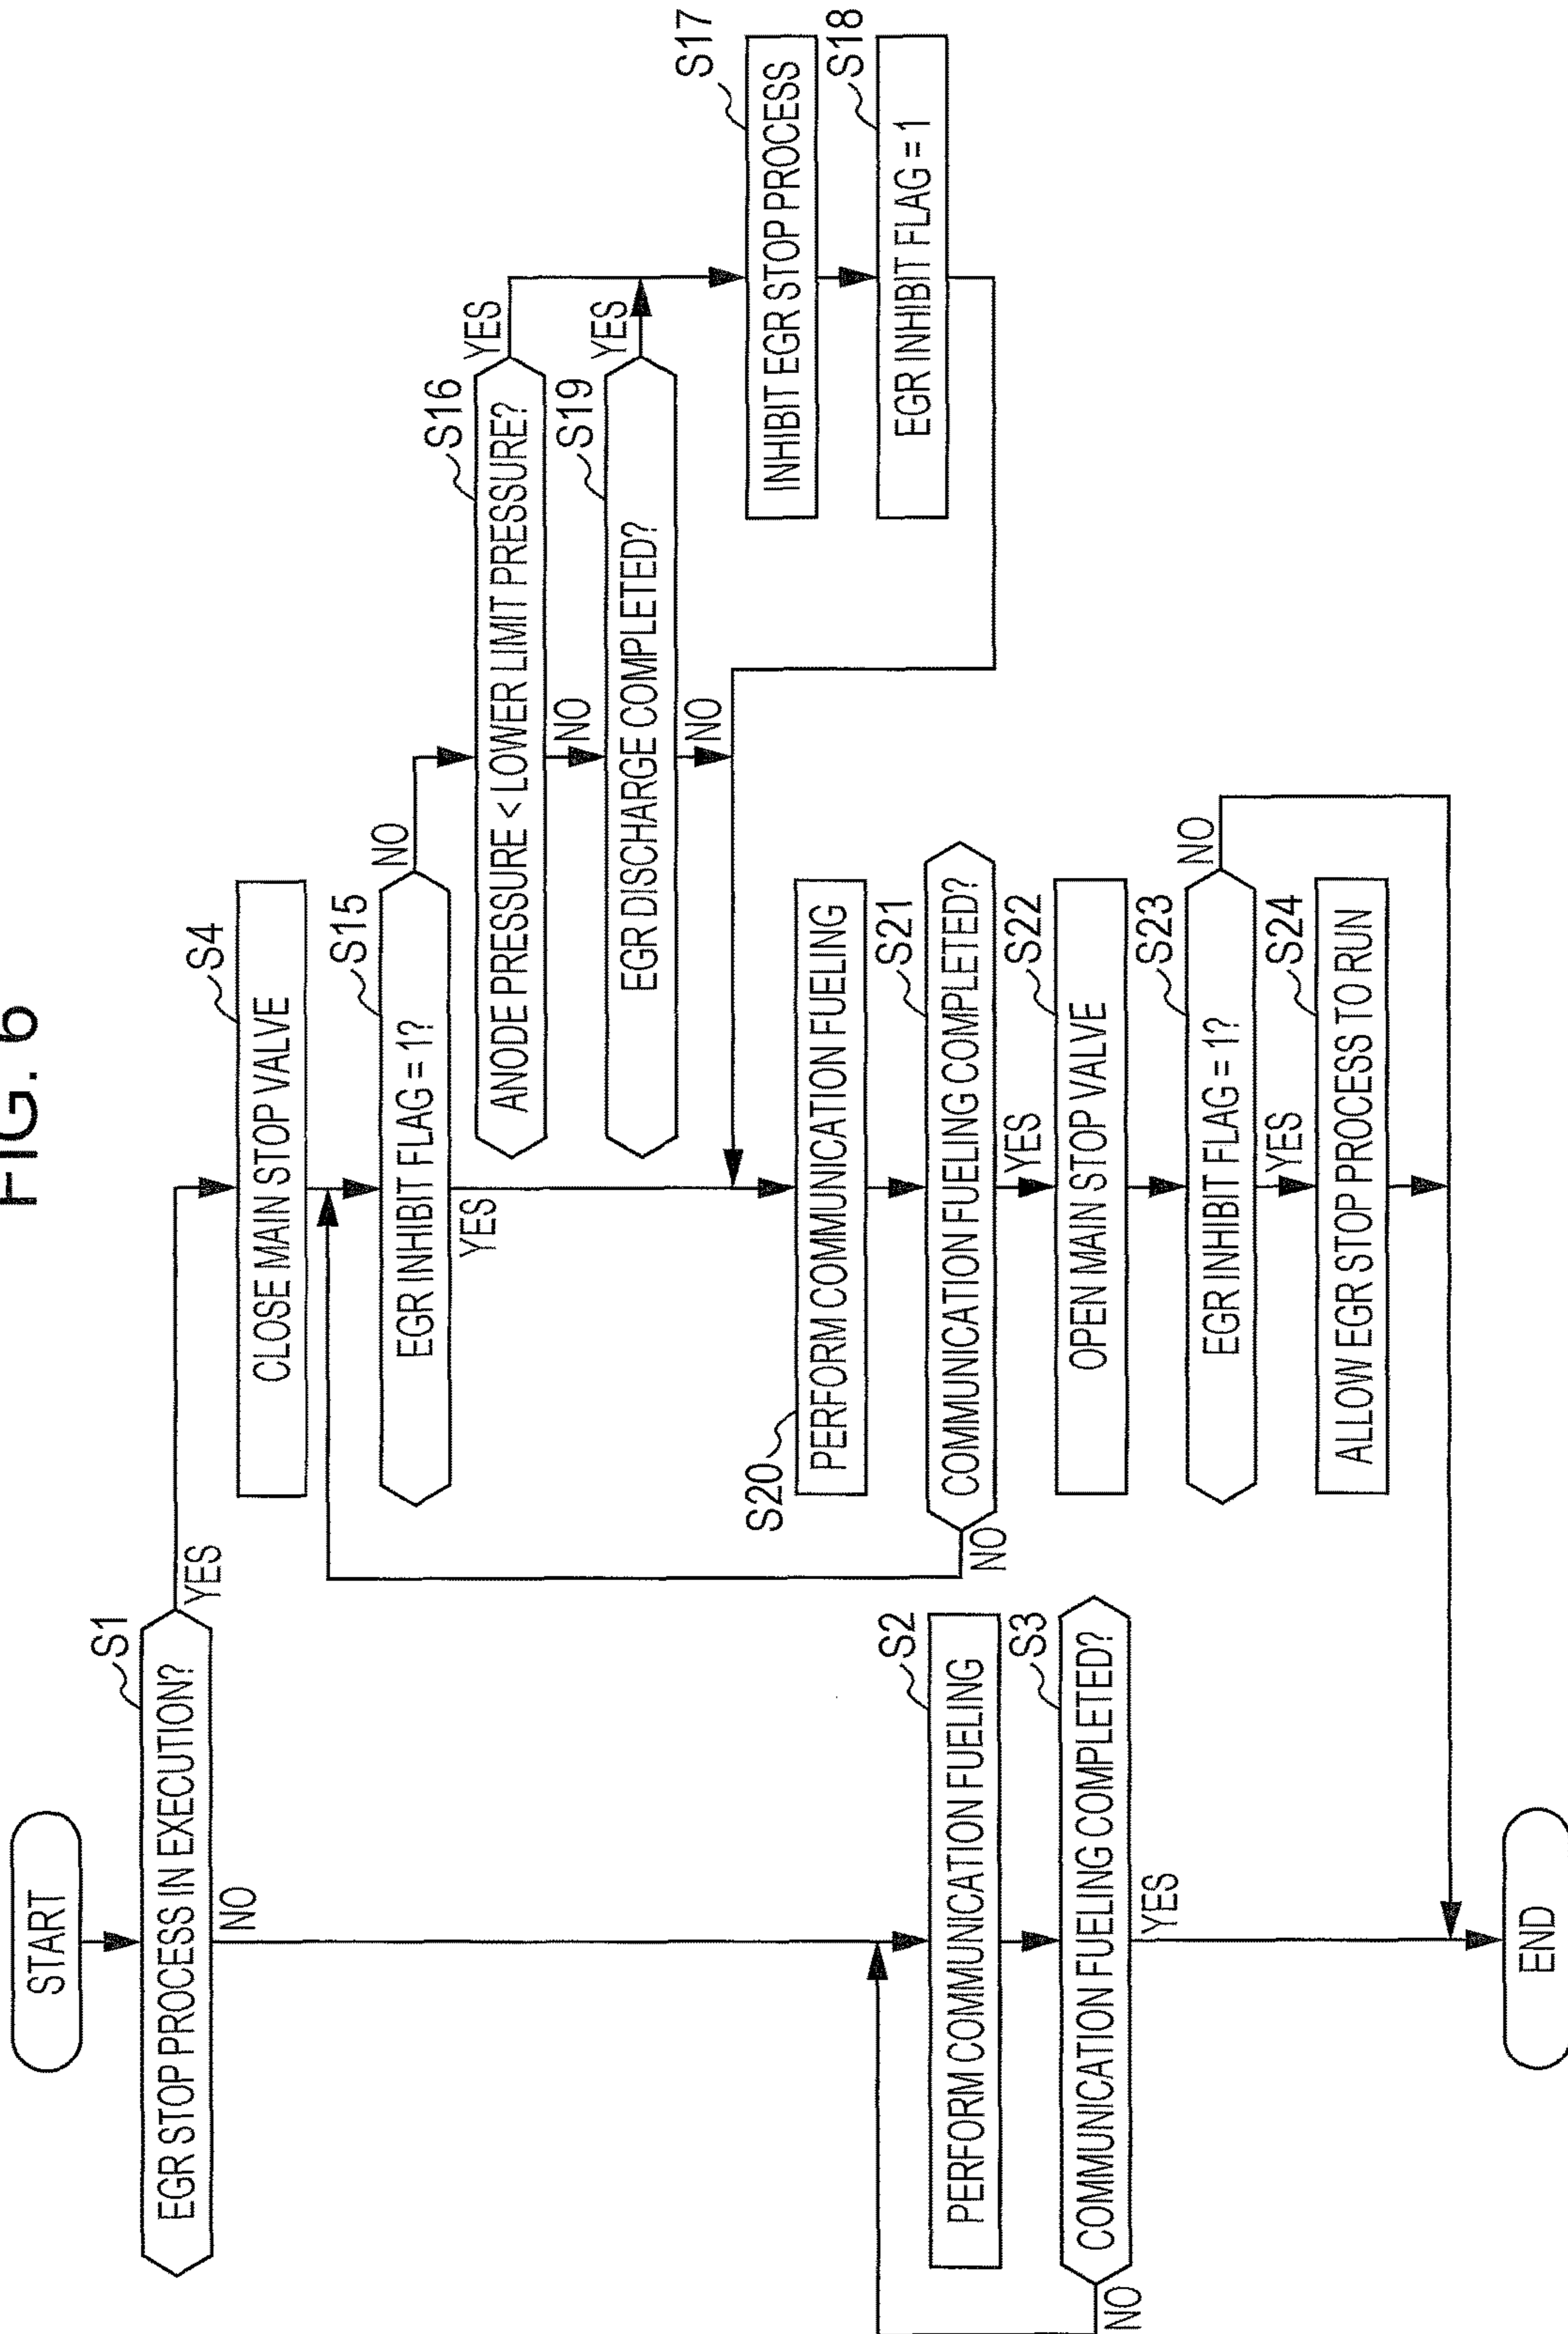 FIG. 6
START
S1
EGR STOP PROCESS IN EXECUTION?
YES
NO
S4
CLOSE MAIN STOP VALVE
S15
EGR INHIBIT FLAG = 1?
NO
YES
S16
ANODE PRESSURE < LOWER LIMIT PRESSURE?
YES
NO
S19
EGR DISCHARGE COMPLETED?
YES
NO
S17
INHIBIT EGR STOP PROCESS
S18
EGR INHIBIT FLAG = 1
S20
PERFORM COMMUNICATION FUELING
S21
COMMUNICATION FUELING COMPLETED?
NO
YES
S22
OPEN MAIN STOP VALVE
S23
EGR INHIBIT FLAG = 1?
NO
YES
S24
ALLOW EGR STOP PROCESS TO RUN
S2
PERFORM COMMUNICATION FUELING
S3
COMMUNICATION FUELING COMPLETED?
NO
YES
END